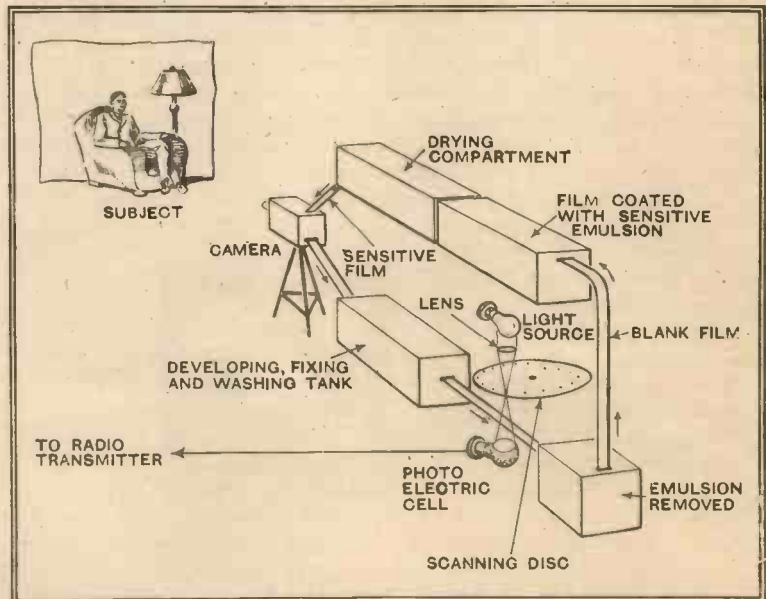 SUBJECT
DRYING
COMPARTMENT
FILM COATED
WITH SENSITIVE
EMULSION
CAMERA
SENSITIVE
FILM
LENS
LIGHT
SOURCE
BLANK FILM
DEVELOPING, FIXING
AND WASHING TANK
TO RADIO
TRANSMITTER
PHOTO
ELECTRIC
CELL
EMULSION
REMOVED
SCANNING DISC